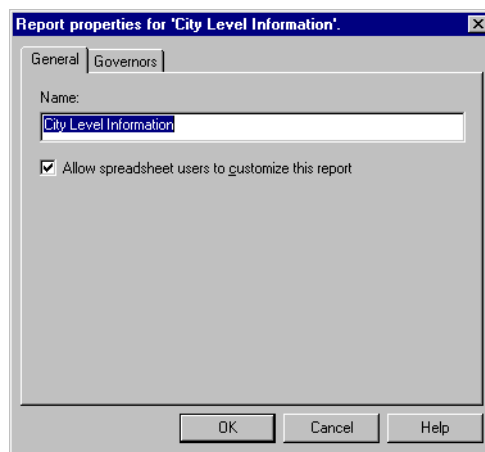 Report properties for 'City Level Information'.
General Governors
Name:
City Level Information
Allow spreadsheet users to customize this report
OK Cancel Help